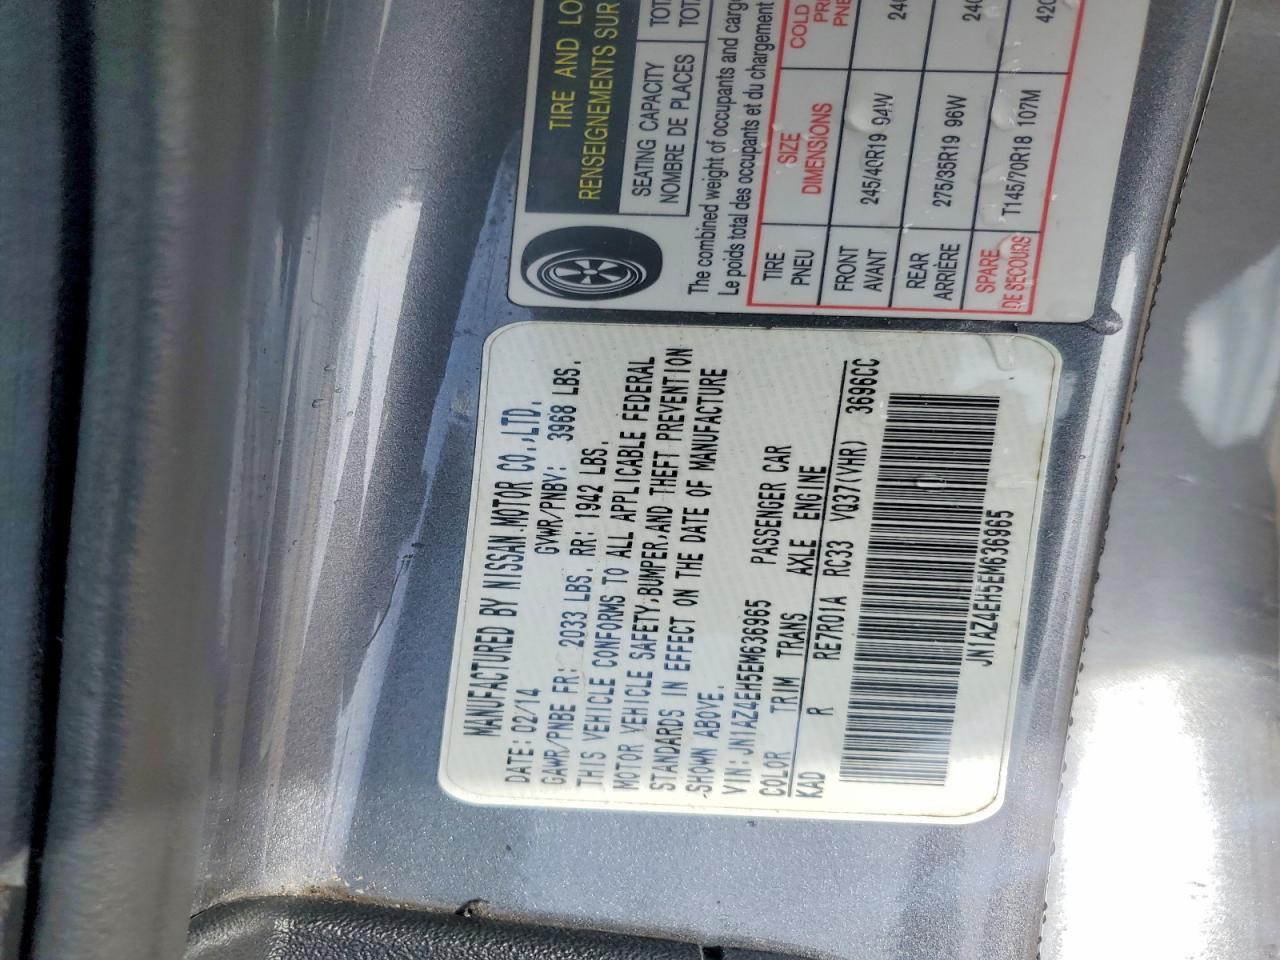 MANUFACTURED BY NISSAN MOTOR CO.,LTD.
DATE: 02/14 GVWR/PNBV: 3968 LBS.
GAWR/PNBE FR: 2033 LBS. RR: 1942 LBS.
THIS VEHICLE CONFORMS TO ALL APPLICABLE FEDERAL
MOTOR VEHICLE SAFETY,BUMPER,AND THEFT PREVENTION
STANDARDS IN EFFECT ON THE DATE OF MANUFACTURE
SHOWN ABOVE.
VIN: JN1AZ4EH5EM636965 PASSENGER CAR
COLOR TRIM TRANS AXLE ENGINE
KAD R RE7R01A RC33 VQ37(VHR) 3696CC
JN1AZ4EH5EM636965
TIRE AND
RENSEIGNEMENTS SUR
SEATING CAPACITY
NOMBRE DE PLACES
The combined weight of occupants and
Le poids total des occupants et du chargement
TIRE SIZE COLD
PNEU DIMENSIONS
FRONT 245/40R19 94W
AVANT
REAR 275/35R19 96W
ARRIÈRE
SPARE T145/70R18 107M 420
DE SECOURS